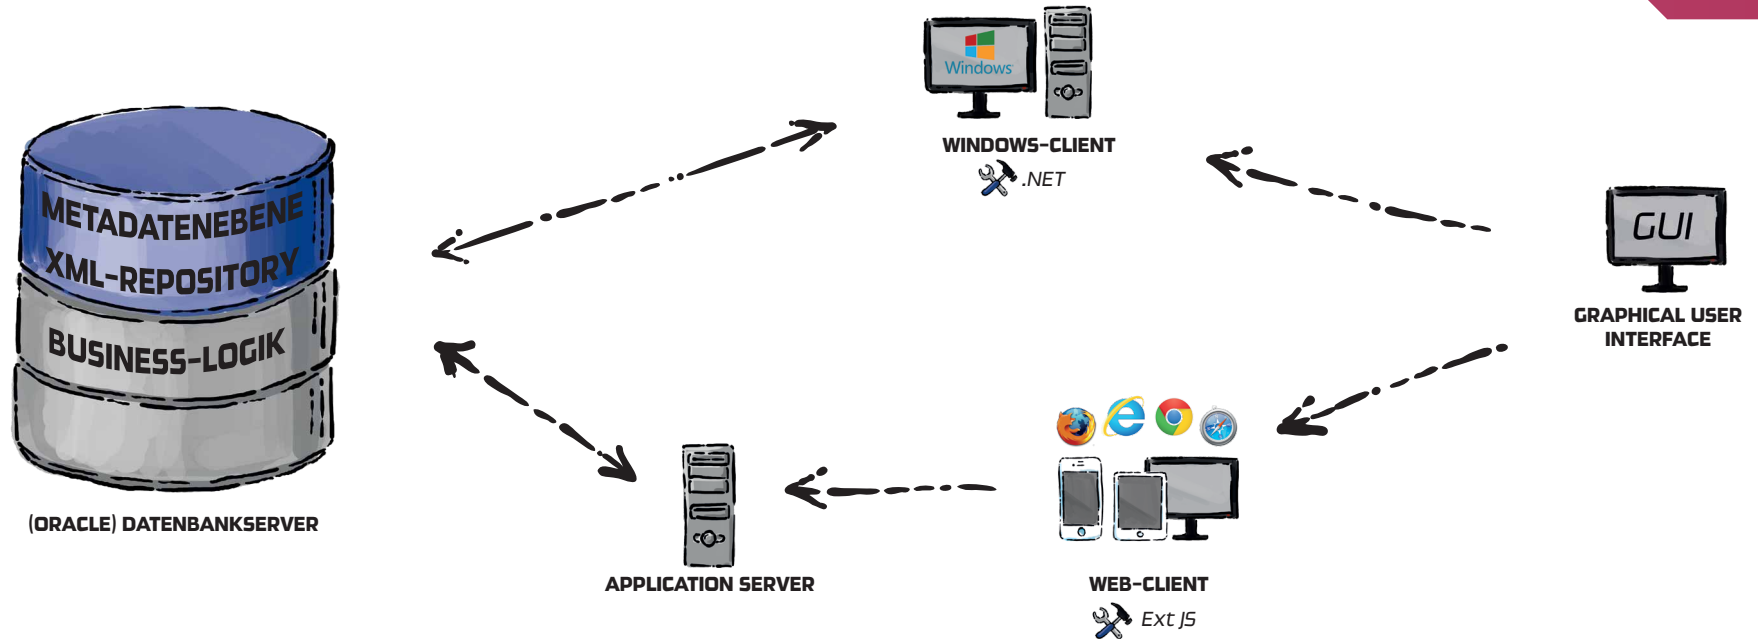 METADATENEBENE
XML-REPOSITORY
BUSINESS-LOGIK
(ORACLE) DATENBANKSERVER
Windows
WINDOWS-CLIENT
.NET
GUI
GRAPHICAL USER
INTERFACE
APPLICATION SERVER
WEB-CLIENT
Ext JS